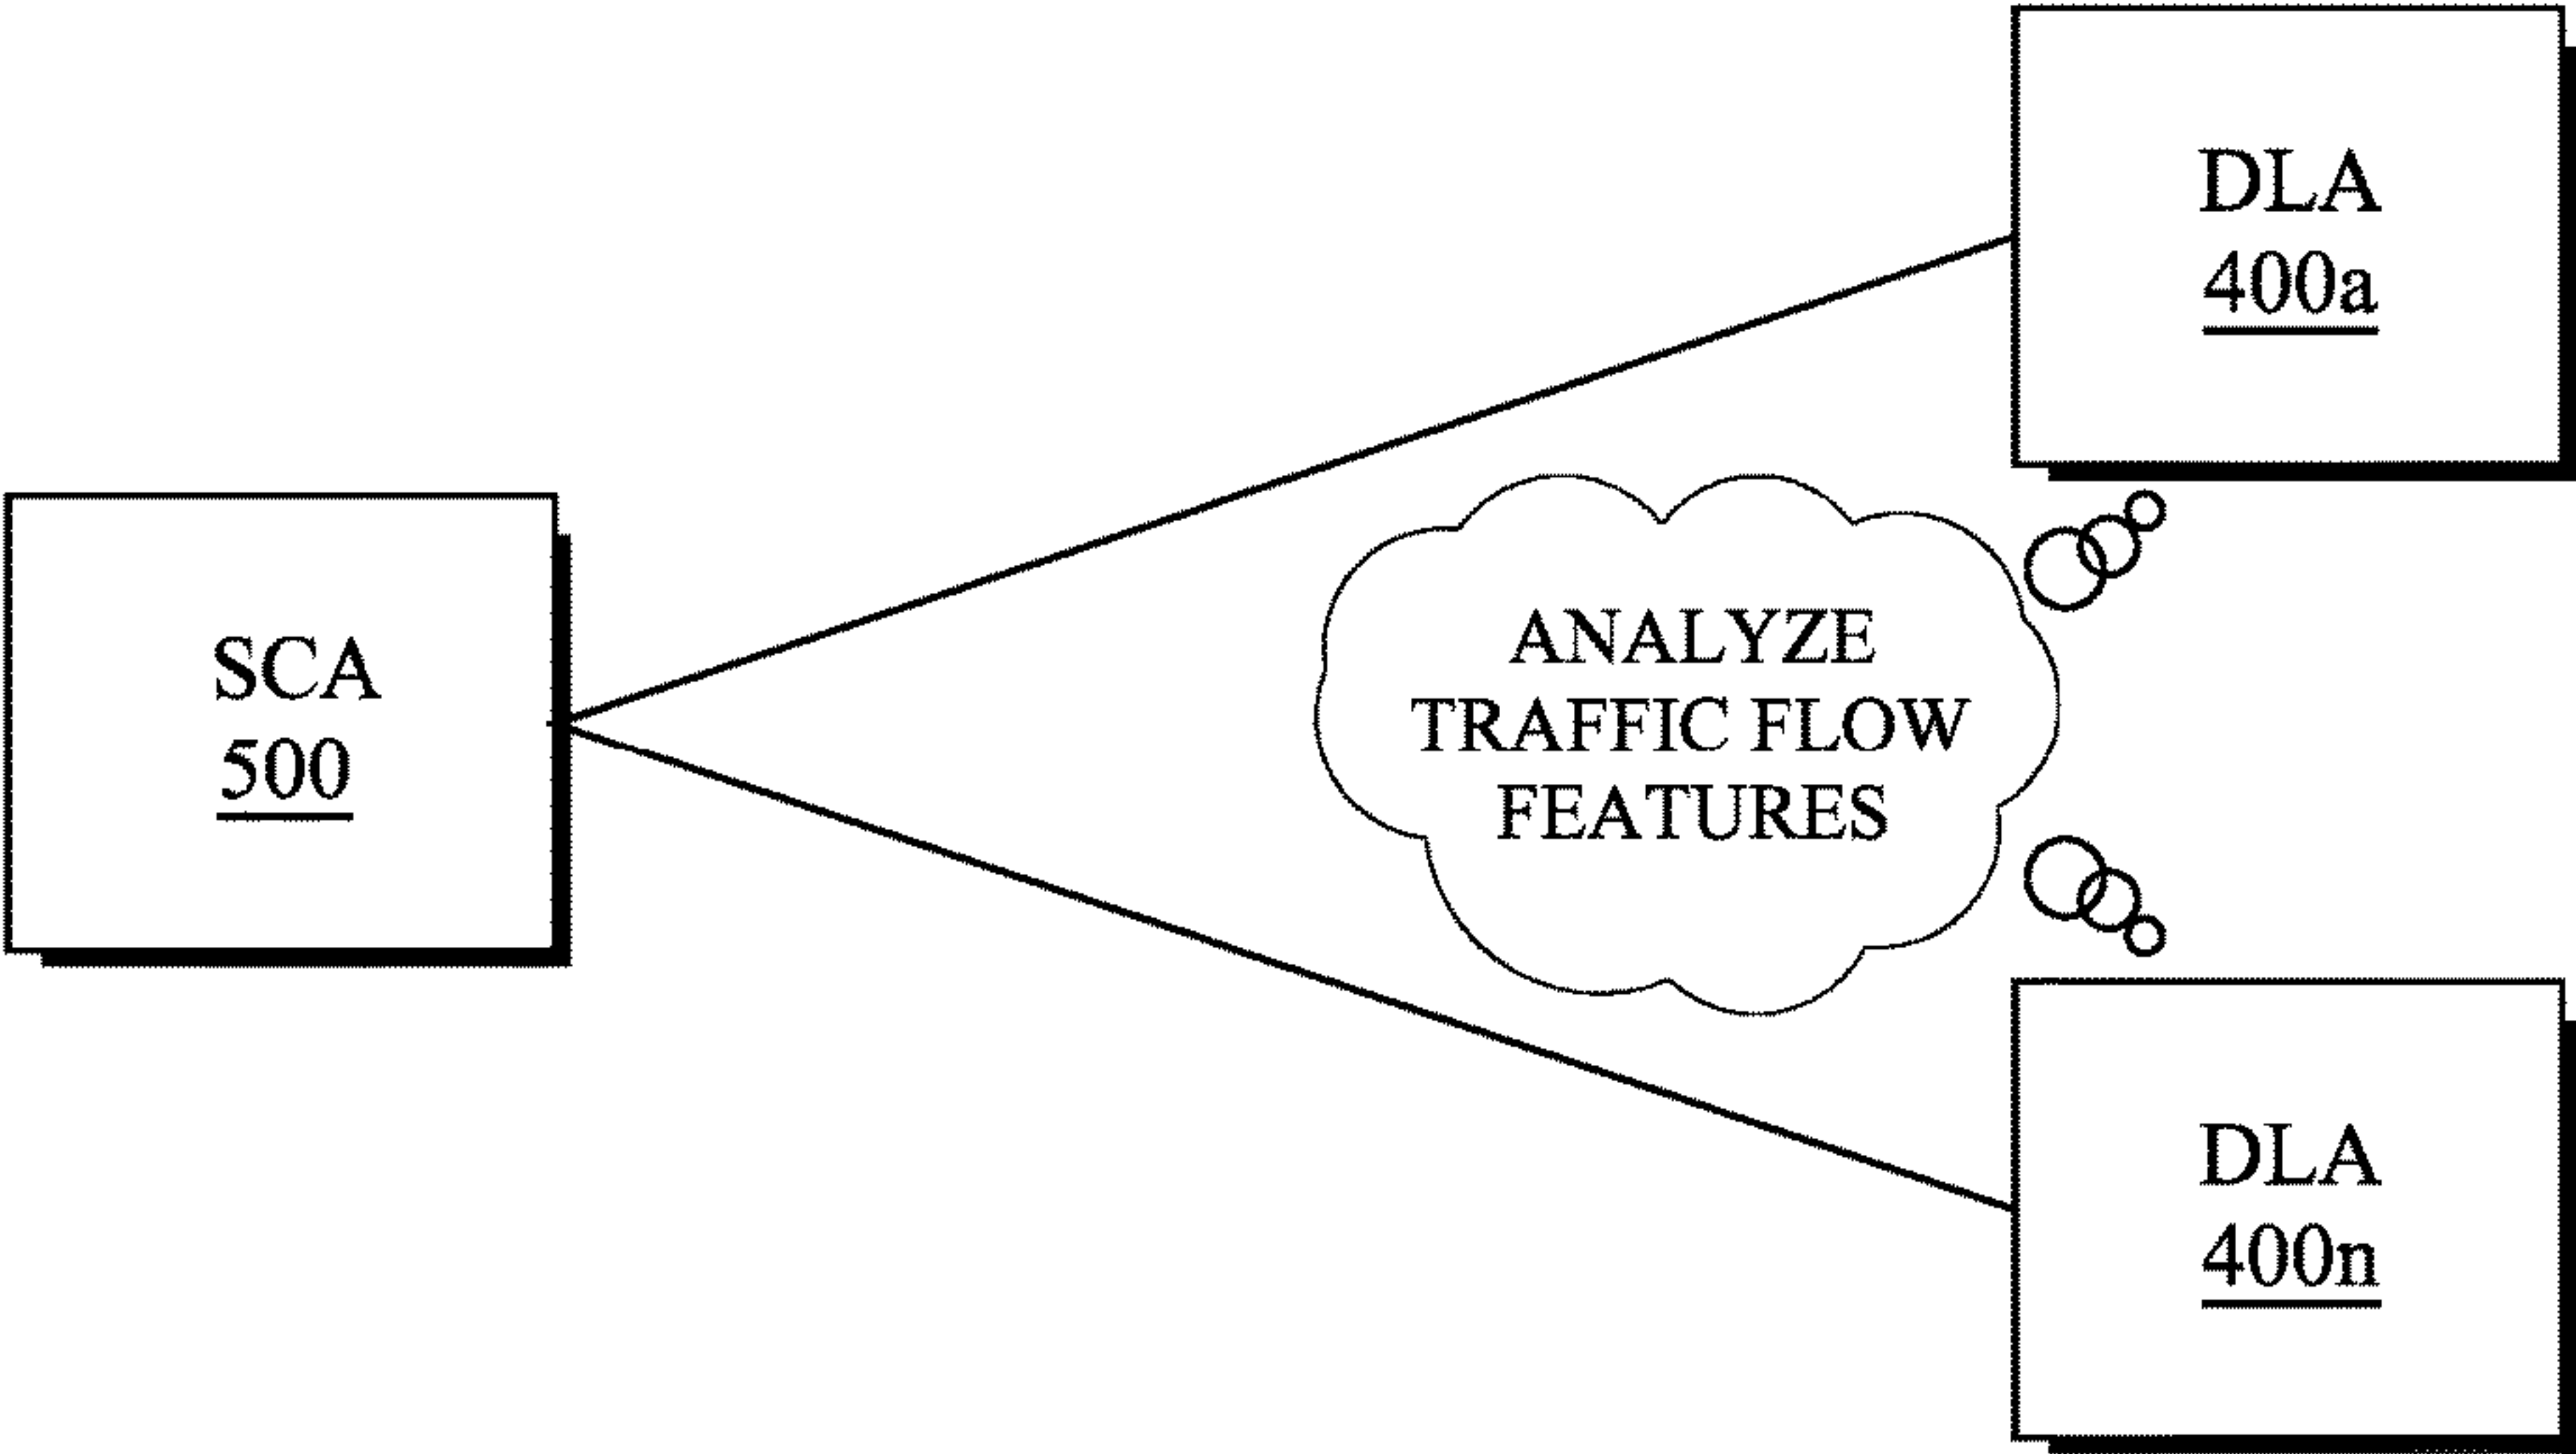 DLA
400a
SCA
500
ANALYZE
TRAFFIC FLOW
FEATURES
DLA
400n